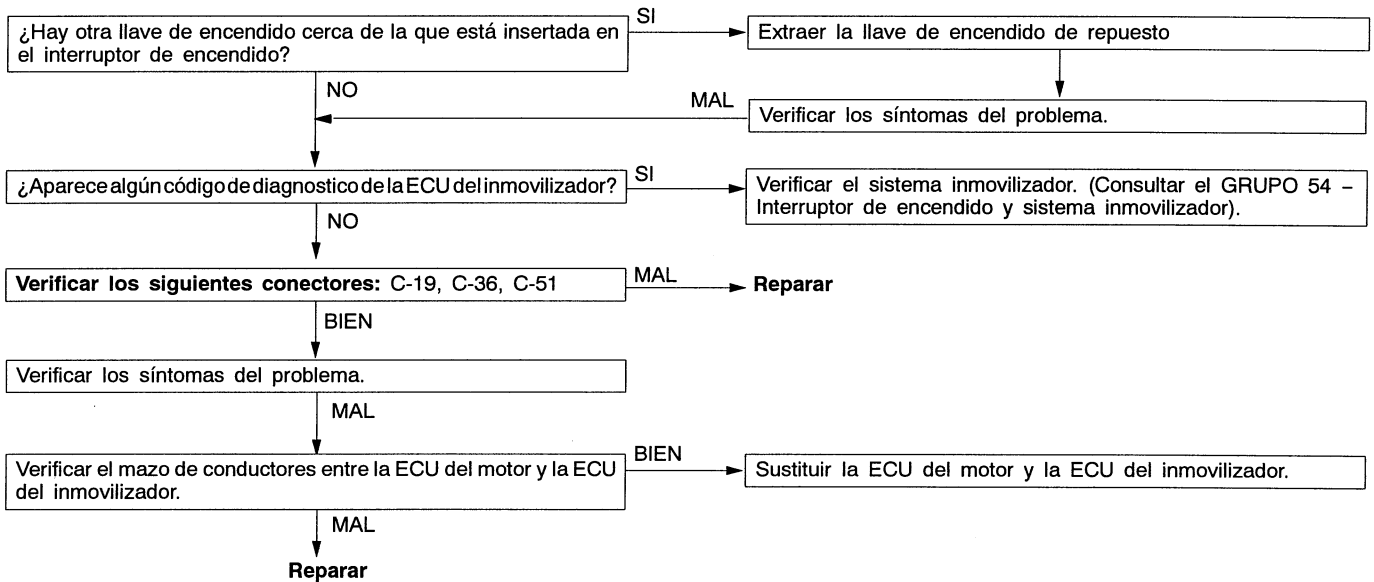 ¿Hay otra llave de encendido cerca de la que está insertada en
el interruptor de encendido?
SI
Extraer la llave de encendido de repuesto
NO
MAL
Verificar los síntomas del problema.
¿Aparece algún código de diagnostico de la ECU del inmovilizador?
SI
Verificar el sistema inmovilizador. (Consultar el GRUPO 54 –
Interruptor de encendido y sistema inmovilizador).
NO
Verificar los siguientes conectores: C-19, C-36, C-51
MAL
Reparar
BIEN
Verificar los síntomas del problema.
MAL
Verificar el mazo de conductores entre la ECU del motor y la ECU
del inmovilizador.
BIEN
Sustituir la ECU del motor y la ECU del inmovilizador.
MAL
Reparar